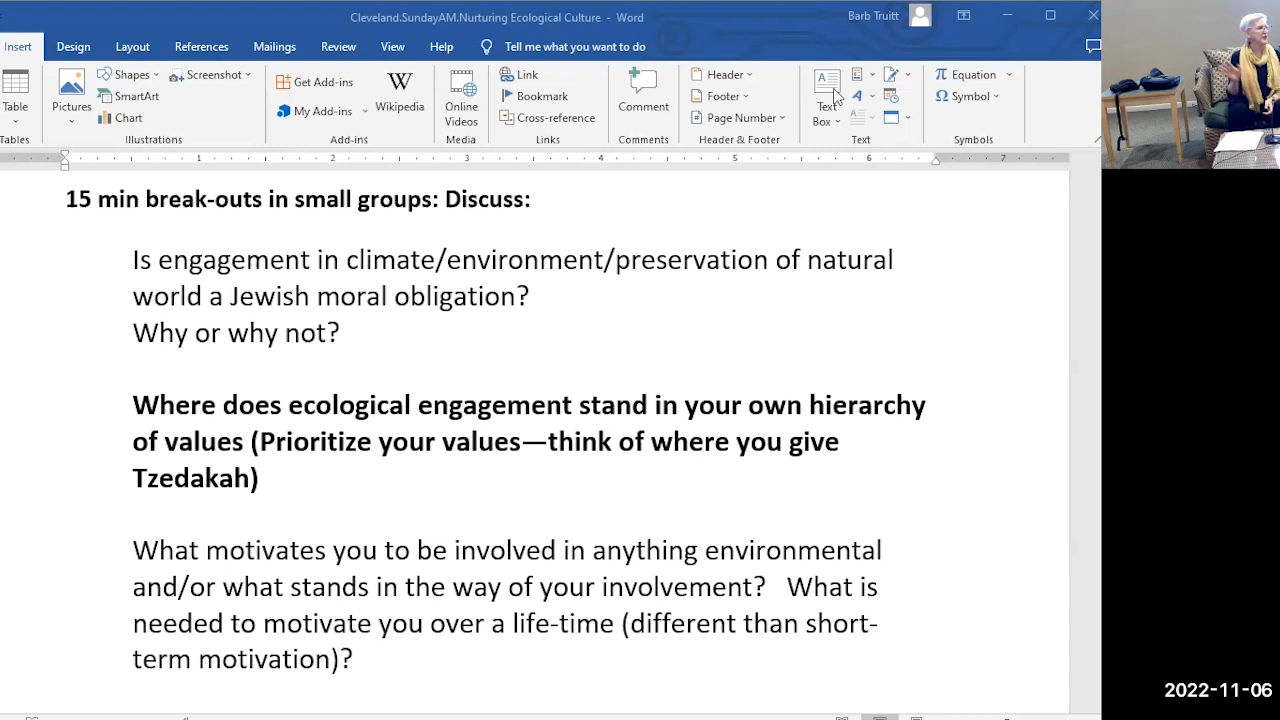 Cleveland.SundayAM.Nurturing Ecological Culture - Word
Barb Truitt
Insert Design Layout References Mailings Review View Help Tell me what you want to do
Table
Tables
Pictures
Shapes
SmartArt
Chart
Screenshot
Illustrations
Get Add-ins
My Add-ins
Wikipedia
Add-ins
Online
Videos
Media
Link
Bookmark
Cross-reference
Links
Comment
Comments
Header
Footer
Page Number
Header & Footer
Text
Box
Text
Equation
Symbol
Symbols
1 2 3 4 5 6 7
15 min break-outs in small groups: Discuss:
Is engagement in climate/environment/preservation of natural
world a Jewish moral obligation?
Why or why not?
Where does ecological engagement stand in your own hierarchy
of values (Prioritize your values—think of where you give
Tzedakah)
What motivates you to be involved in anything environmental
and/or what stands in the way of your involvement? What is
needed to motivate you over a life-time (different than short-
term motivation)?
2022-11-06